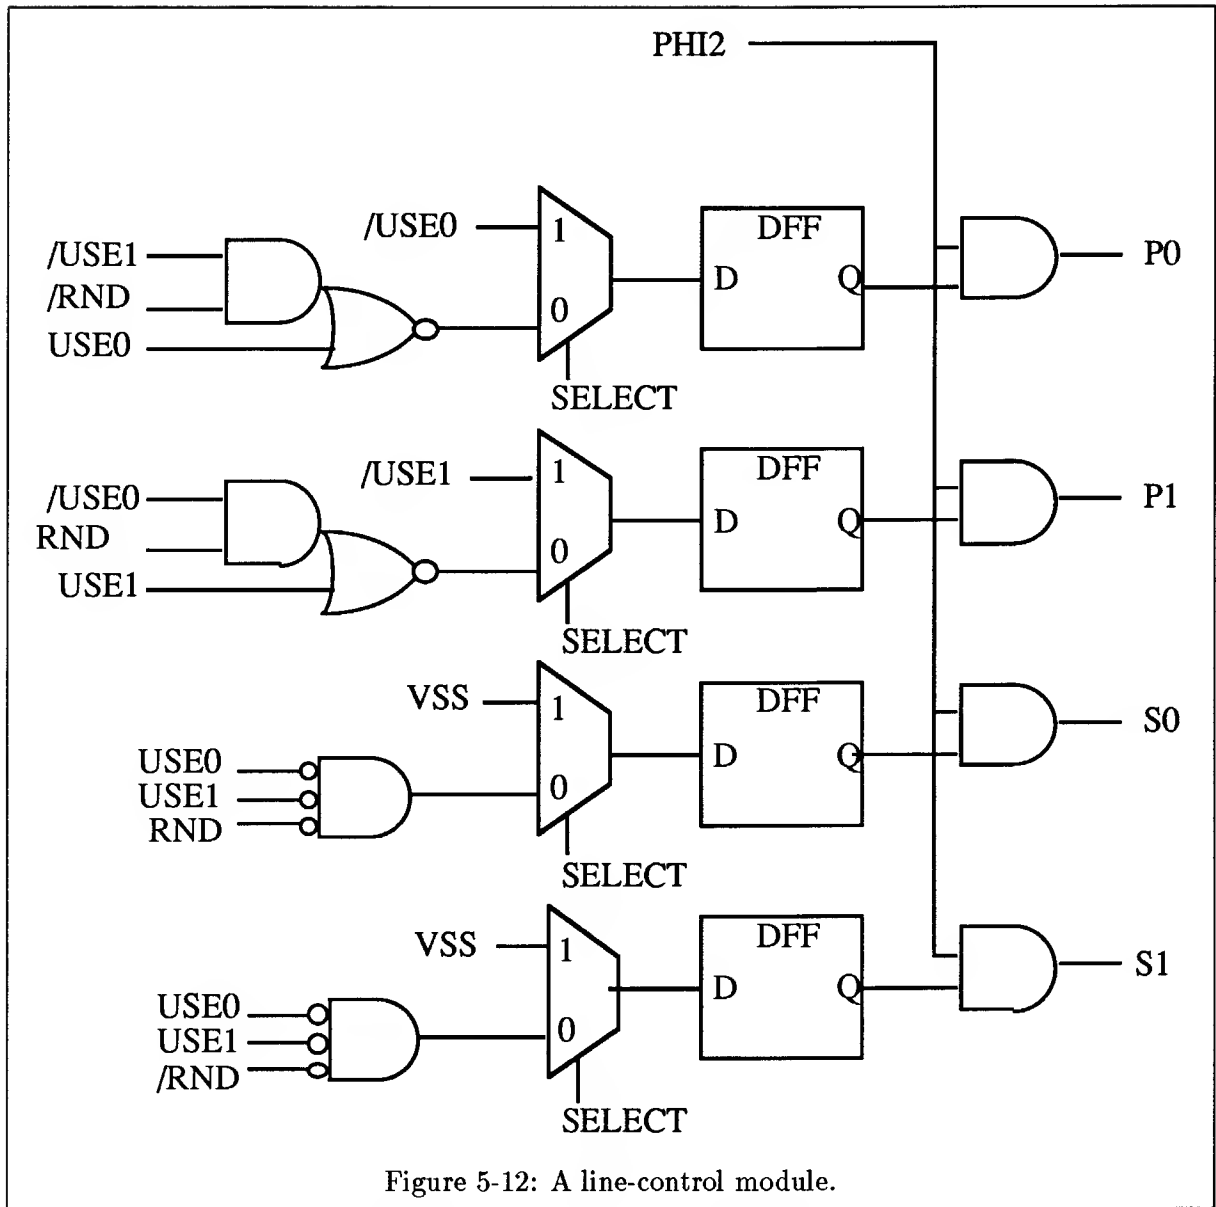 PHI2
/USE0
1
DFF
/USE1
P0
/RND
D
Q
0
USE0
SELECT
/USE1
1
DFF
/USE0
P1
RND
D
Q
0
USE1
SELECT
VSS
1
DFF
S0
USE0
D
Q
USE1
0
RND
SELECT
VSS
1
DFF
S1
D
Q
USE0
0
USE1
/RND
SELECT
Figure 5-12: A line-control module.